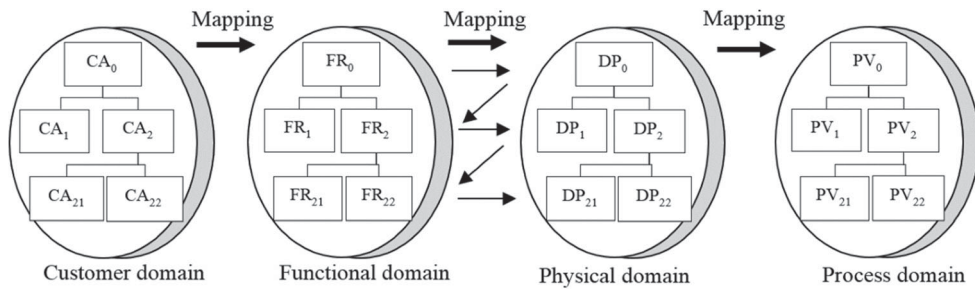 Mapping Mapping Mapping
CA₀ FR₀ DP₀ PV₀
CA₁ CA₂ FR₁ FR₂ DP₁ DP₂ PV₁ PV₂
CA₂₁ CA₂₂ FR₂₁ FR₂₂ DP₂₁ DP₂₂ PV₂₁ PV₂₂
Customer domain Functional domain Physical domain Process domain